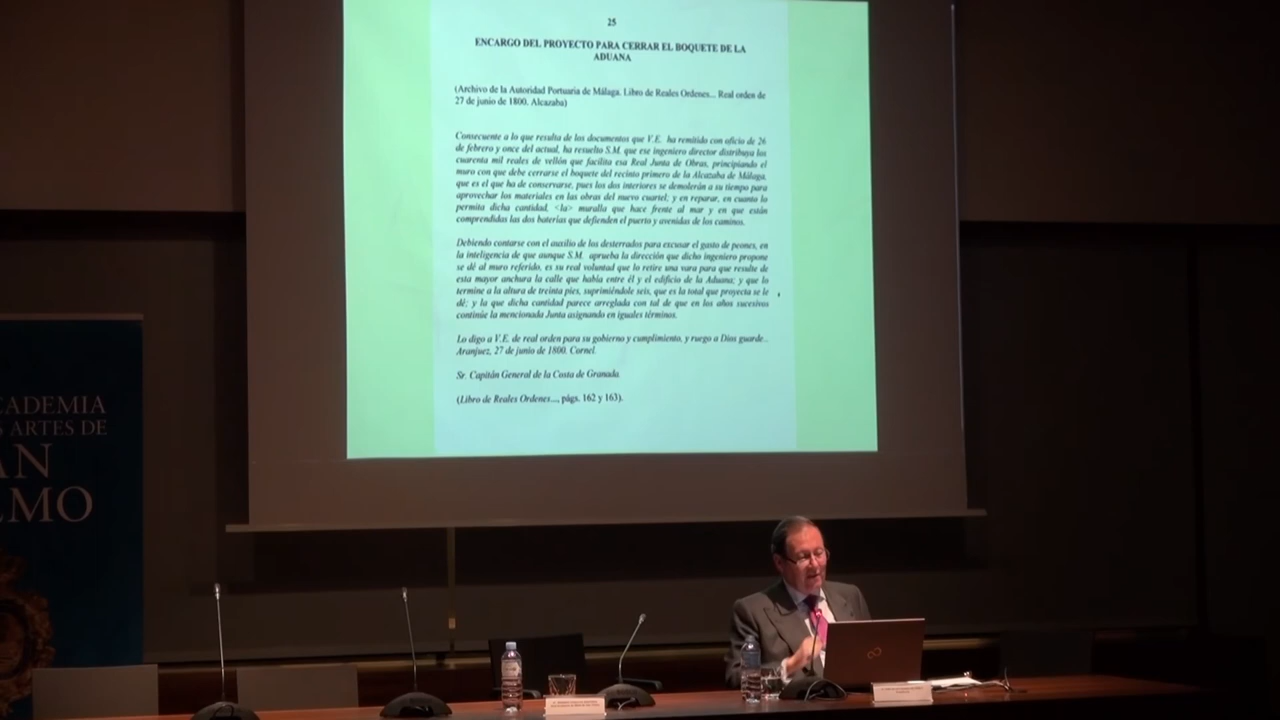 25
ENCARGO DEL PROYECTO PARA CERRAR EL BOQUETE DE LA
ADUANA
(Archivo de la Autoridad Portuaria de Málaga. Libro de Reales Ordenes... Real orden de
27 de junio de 1800. Alcazaba)
Consecuente a lo que resulta de los documentos que V.E. ha remitido con oficio de 26
de febrero y once del actual, ha resuelto S.M. que ese ingeniero director distribuya los
cuarenta mil reales de vellón que facilita esa Real Junta de Obras, principiando el
muro con que debe cerrarse el boquete del recinto primero de la Alcazaba de Málaga,
que es el que ha de conservarse, pues los dos interiores se demolerán a su tiempo para
aprovechar los materiales en las obras del nuevo cuartel; y en reparar, en cuanto lo
permita dicha cantidad, <la> muralla que hace frente al mar y en que están
comprendidas las dos baterías que defienden el puerto y avenidas de los caminos.
Debiendo contarse con el auxilio de los desterrados para escusar el gasto de peones, en
la inteligencia de que aunque S.M. aprueba la dirección que dicho ingeniero propone
se dé al muro referido, es su real voluntad que lo retire una vara para que resulte de
esta mayor anchura la calle que había entre él y el edificio de la Aduana; y que lo
termine a la altura de treinta pies, suprimiéndole seis, que es la total que proyecta se le
dé; y la que dicha cantidad parece arreglada con tal de que en los años sucesivos
continúe la mencionada Junta asignando en iguales términos.
Lo digo a V.E. de real orden para su gobierno y cumplimiento, y ruego a Dios guarde...
Aranjuez, 27 de junio de 1800. Cornel.
Sr. Capitán General de la Costa de Granada.
(Libro de Reales Ordenes..., págs. 162 y 163).
CADEMIA
S ARTES DE
AN
ELMO